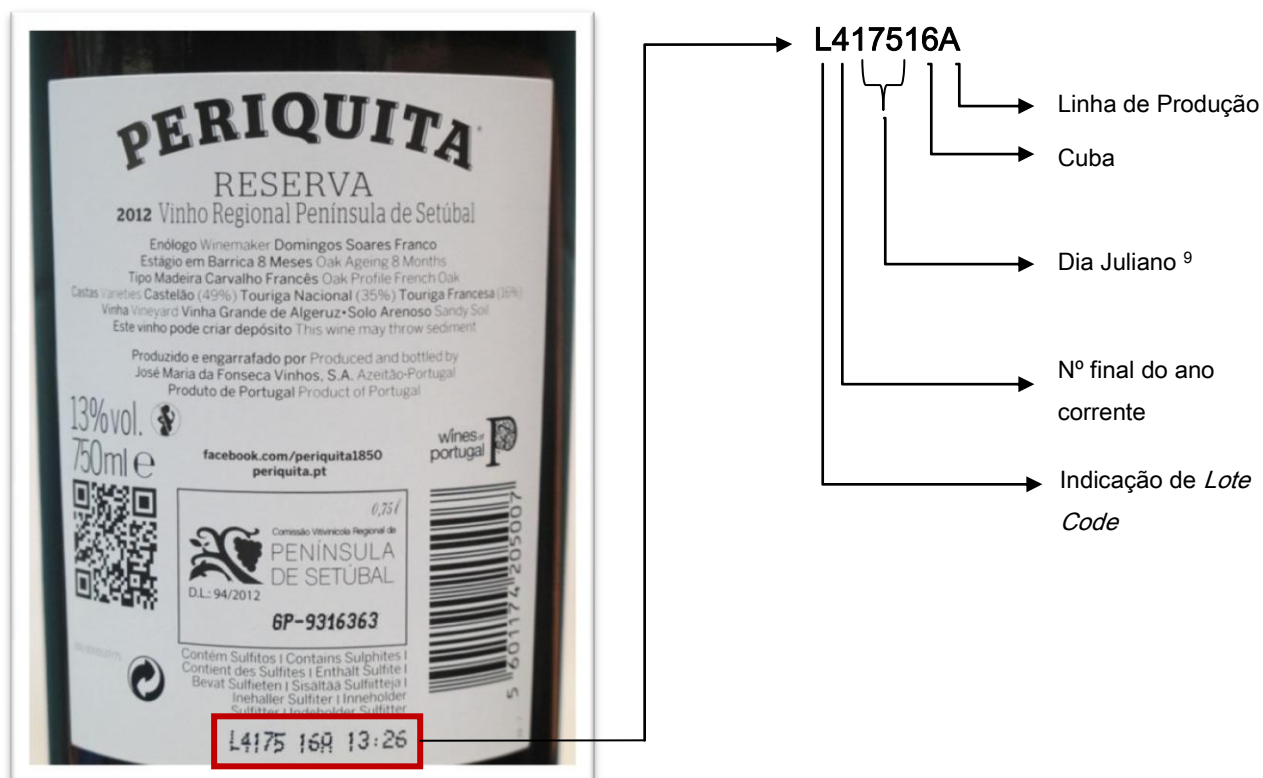 PERIQUITA
RESERVA
2012 Vinho Regional Península de Setúbal
Enólogo Winemaker Domingos Soares Franco
Estágio em Barrica 8 Meses Oak Ageing 8 Months
Tipo Madeira Carvalho Francês Oak Profile French Oak
Castas Varieties Castelão (49%) Touriga Nacional (35%) Touriga Francesa (16%)
Vinha Vineyard Vinha Grande de Algeruz•Solo Arenoso Sandy Soil
Este vinho pode criar depósito This wine may throw sediment
Produzido e engarrafado por Produced and bottled by
José Maria da Fonseca Vinhos, S.A. Azeitão-Portugal
Produto de Portugal Product of Portugal
13%vol.
750ml e
facebook.com/periquita1850
periquita.pt
wines of
portugal
0,75 l
Comissão Vitivinícola Regional de
PENÍNSULA
DE SETÚBAL
D.L.: 94/2012
GP-9316363
5 601174 205007
Contém Sulfitos | Contains Sulphites |
Contient des Sulfites | Enthält Sulfite |
Bevat Sulfieten | Sisältää Sulfiitteja |
Inehaller Sulfiter | Inneholder
Sulfitter | Indeholder Sulfitter
L4175 16A 13:26
L417516A
Linha de Produção
Cuba
Dia Juliano 9
Nº final do ano
corrente
Indicação de Lote
Code